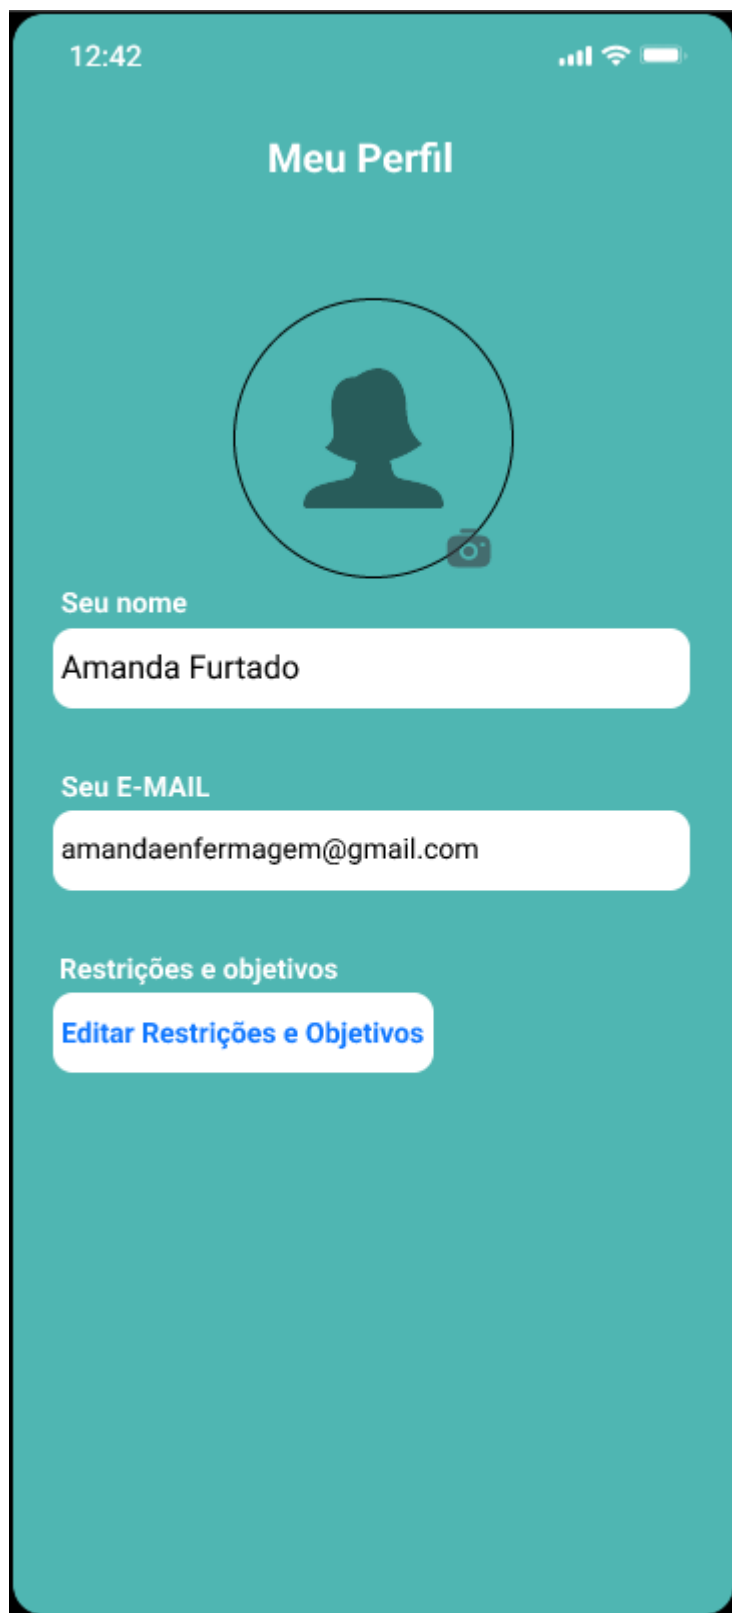 12:42
Meu Perfil
Seu nome
Amanda Furtado
Seu E-MAIL
amandaenfermagem@gmail.com
Restrições e objetivos
Editar Restrições e Objetivos